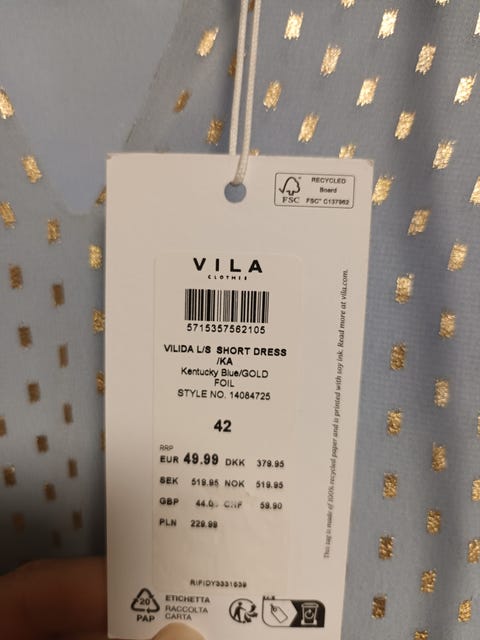 RECYCLED
Board
FSC
FSC® C137962
VILA
CLOTHES
5715357562105
VILIDA L/S SHORT DRESS
/KA
Kentucky Blue/GOLD
FOIL
STYLE NO. 14084725
42
RRP
EUR 49.99 DKK 379.95
SEK 519.95 NOK 519.95
GBP 44.0 CHF 59.90
PLN 229.99
RIFIDY3331639
20
PAP
ETICHETTA
RACCOLTA
CARTA
This tag is made of 100% recycled paper and is printed with soy ink. Read more at vila.com.